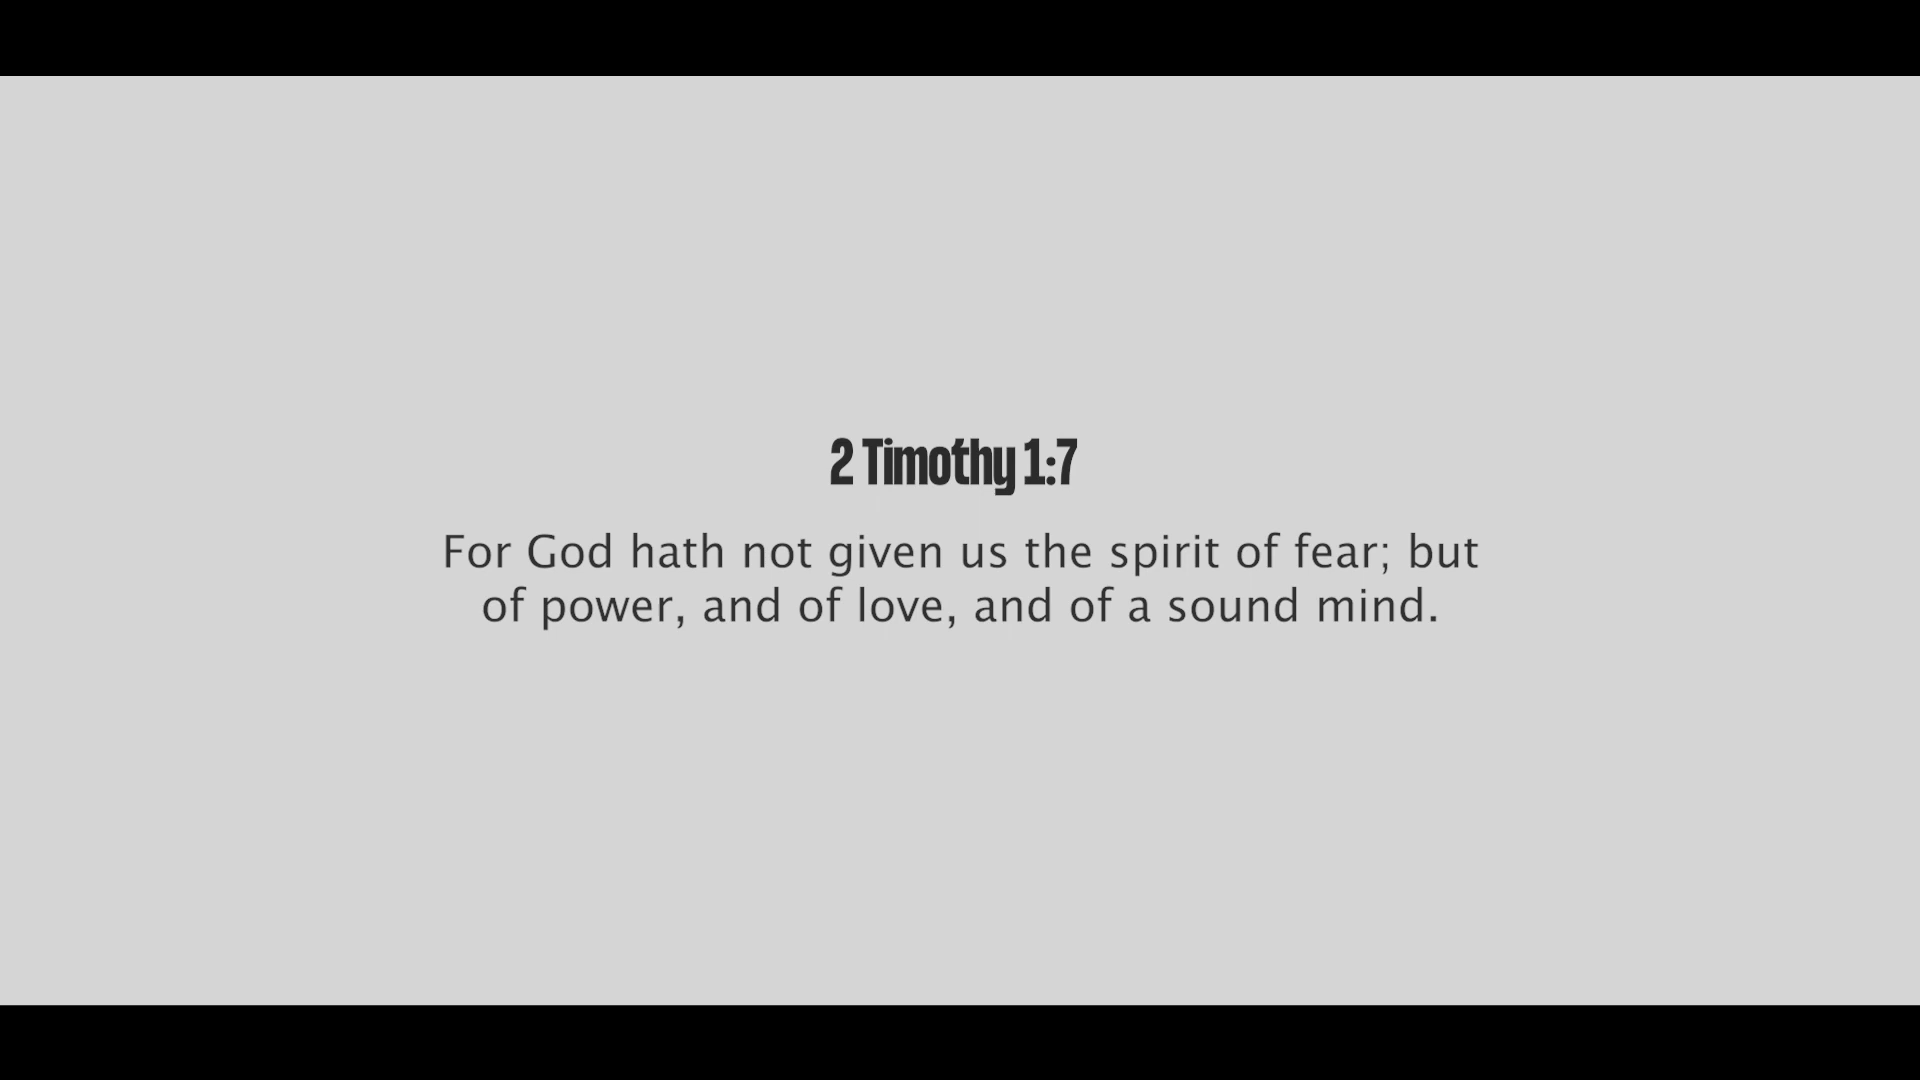 2 Timothy 1:7
For God hath not given us the spirit of fear; but
of power, and of love, and of a sound mind.